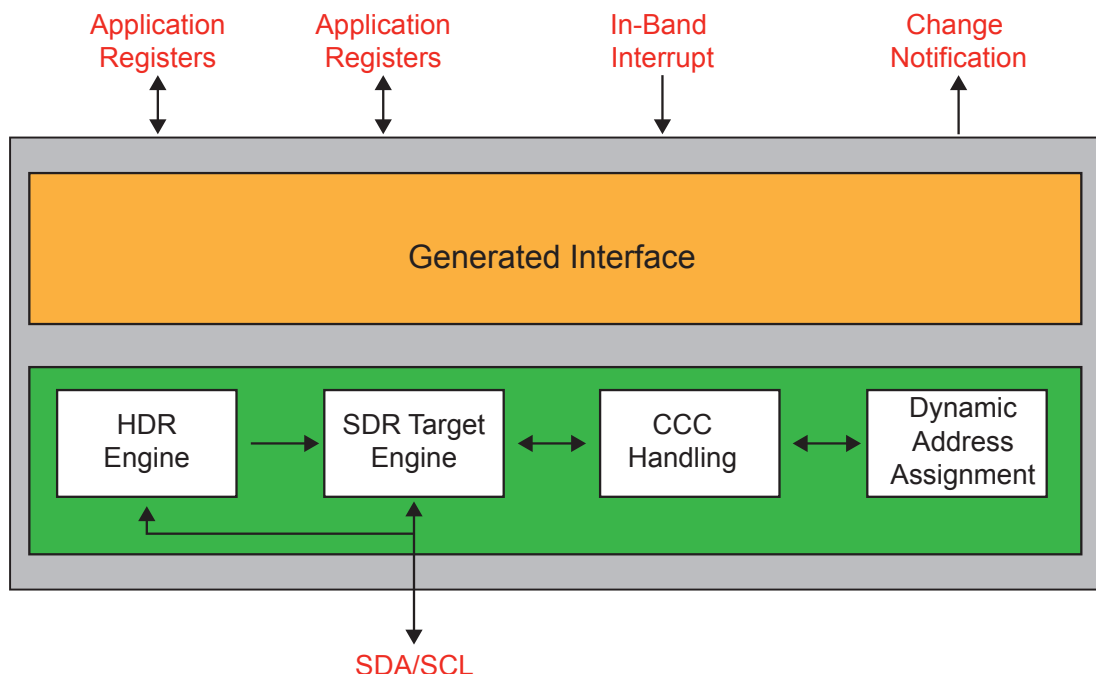 Application
Registers
Application
Registers
In-Band
Interrupt
Change
Notification
Generated Interface
HDR
Engine
SDR Target
Engine
CCC
Handling
Dynamic
Address
Assignment
SDA/SCL